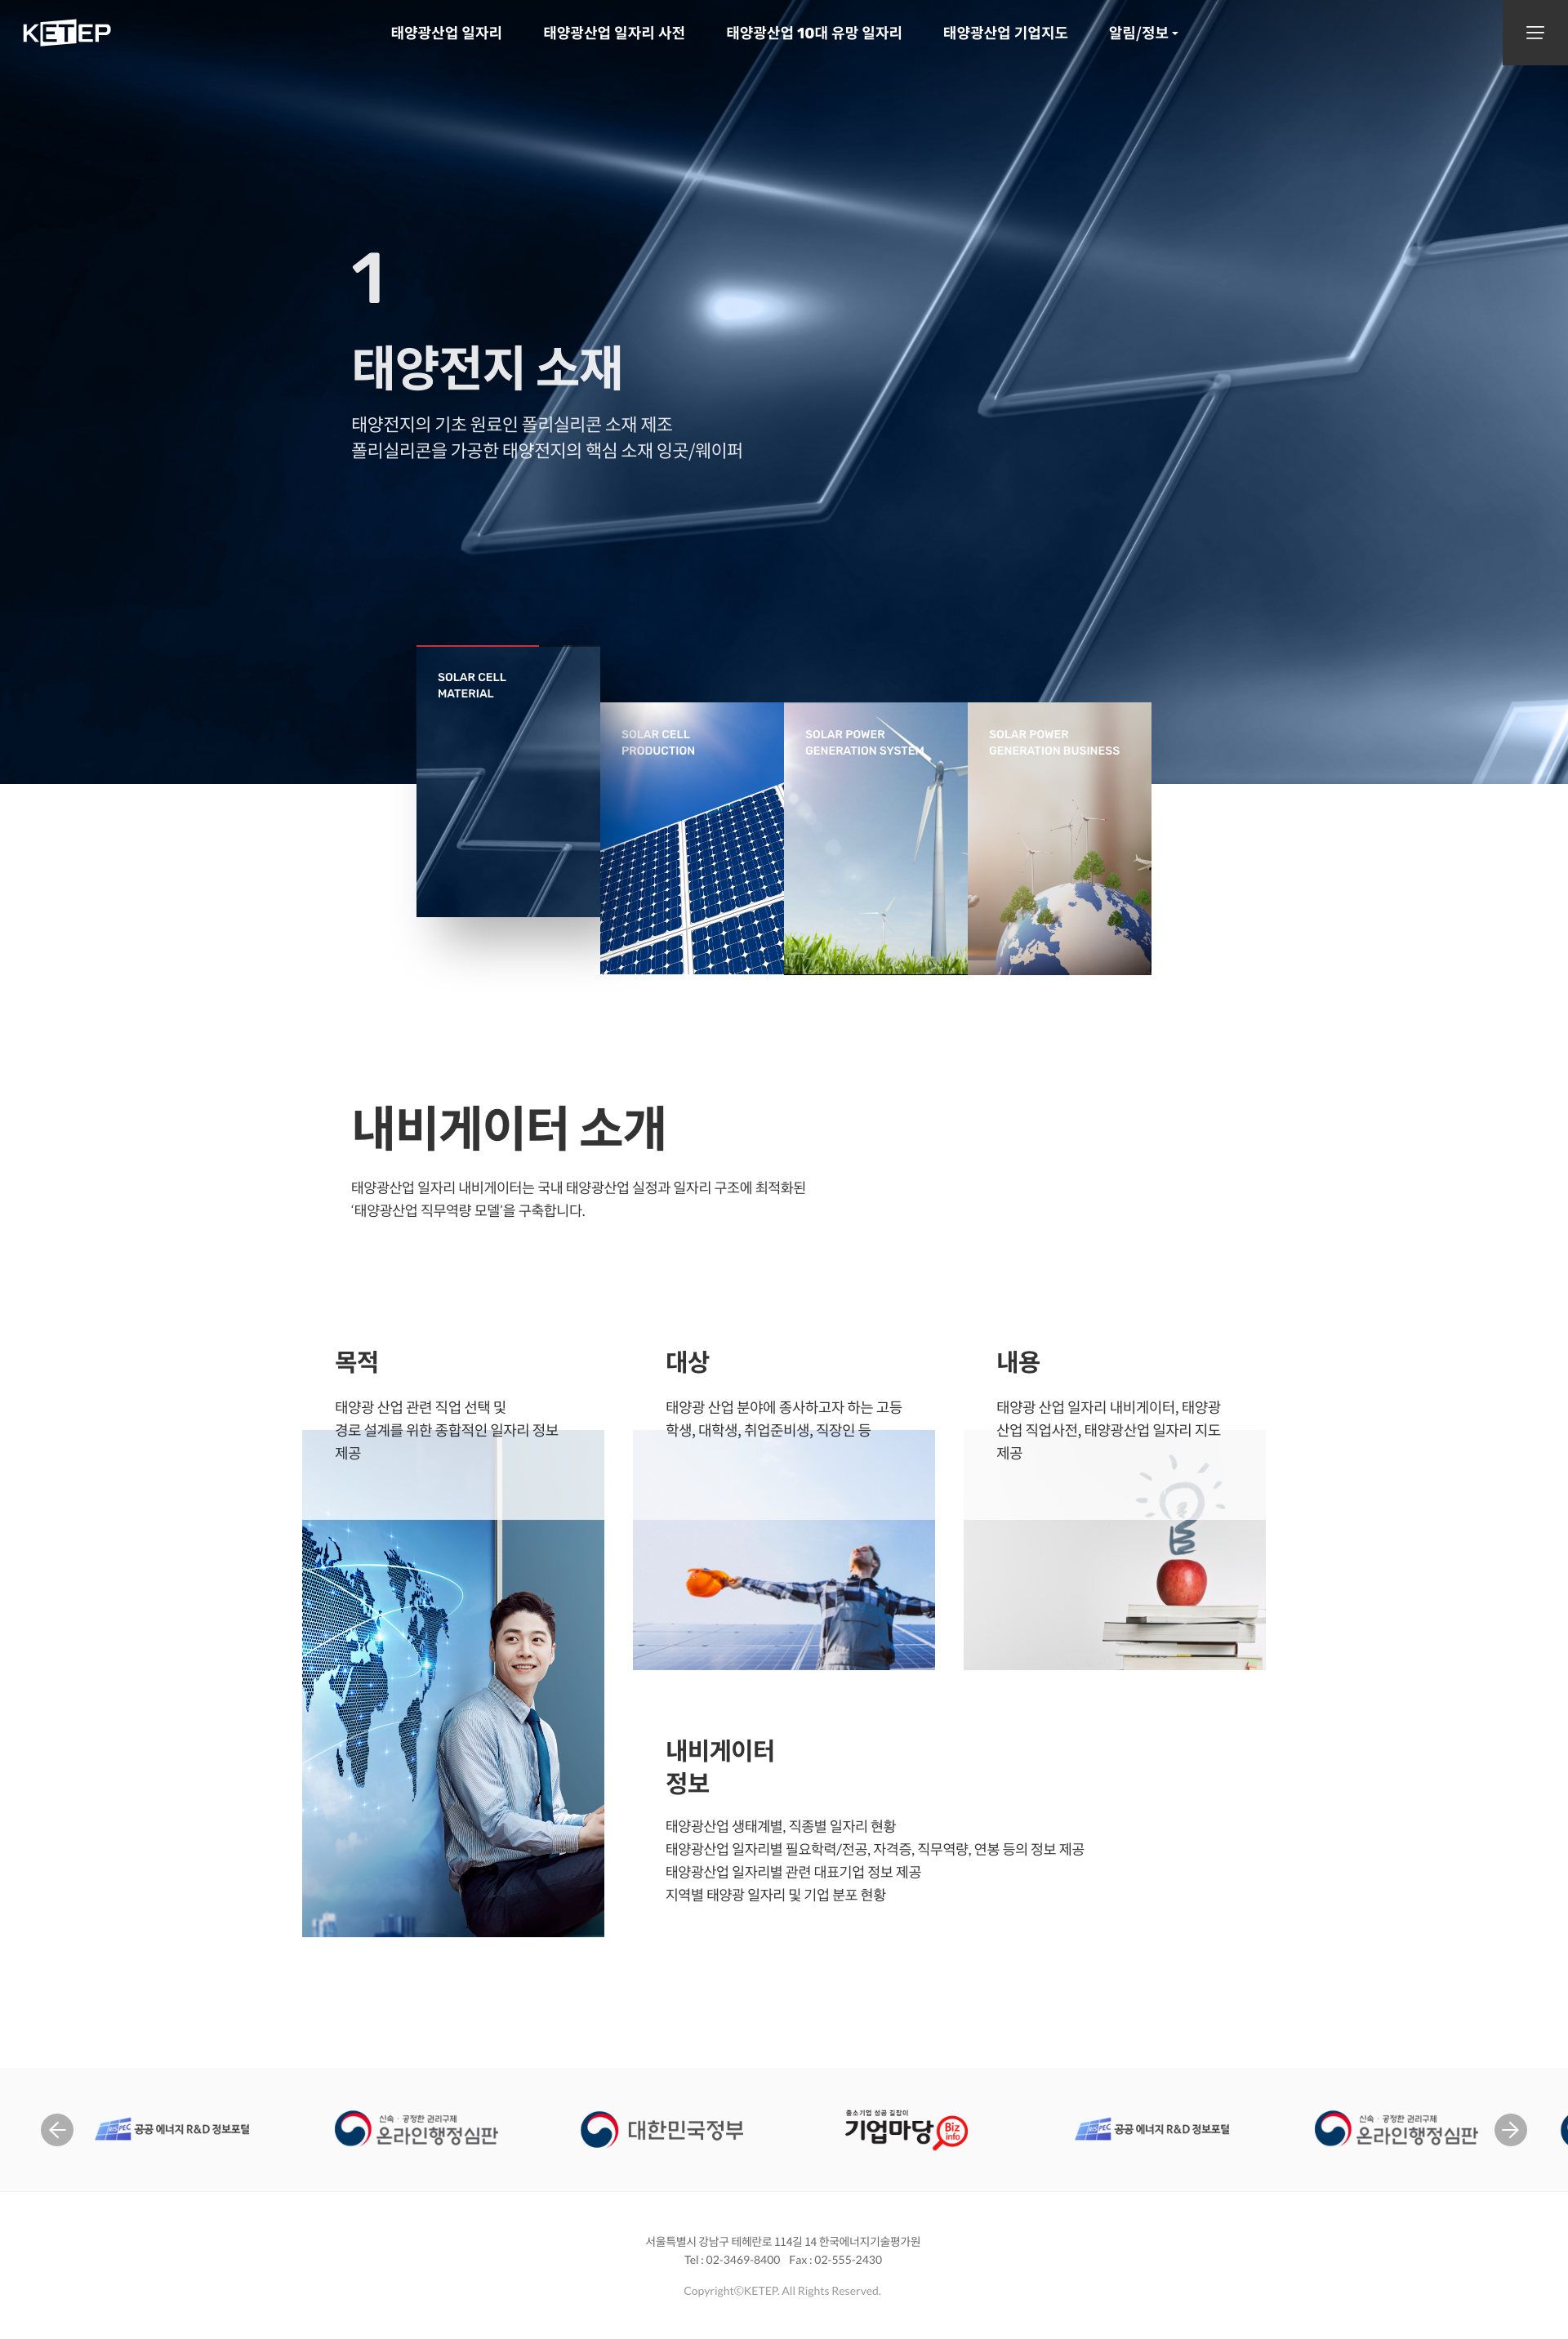 KETEP
태양광산업 일자리
태양광산업 일자리 사전
태양광산업 10대 유망 일자리
태양광산업 기업지도
알림/정보
1
태양전지 소재
태양전지의 기초 원료인 폴리실리콘 소재 제조
폴리실리콘을 가공한 태양전지의 핵심 소재 잉곳/웨이퍼
SOLAR CELL
MATERIAL
SOLAR CELL
PRODUCTION
SOLAR POWER
GENERATION SYSTEM
SOLAR POWER
GENERATION BUSINESS
내비게이터 소개
태양광산업 일자리 내비게이터는 국내 태양광산업 실정과 일자리 구조에 최적화된
‘태양광산업 직무역량 모델’을 구축합니다.
목적
태양광 산업 관련 직업 선택 및
경로 설계를 위한 종합적인 일자리 정보
제공
대상
태양광 산업 분야에 종사하고자 하는 고등
학생, 대학생, 취업준비생, 직장인 등
내용
태양광 산업 일자리 내비게이터, 태양광
산업 직업사전, 태양광산업 일자리 지도
제공
내비게이터
정보
태양광산업 생태계별, 직종별 일자리 현황
태양광산업 일자리별 필요학력/전공, 자격증, 직무역량, 연봉 등의 정보 제공
태양광산업 일자리별 관련 대표기업 정보 제공
지역별 태양광 일자리 및 기업 분포 현황
공공 에너지 R&D 정보포털
신속·공정한 권리구제
온라인행정심판
대한민국정부
중소기업 성공 길잡이
기업마당
Biz
info
공공 에너지 R&D 정보포털
신속·공정한 권리구제
온라인행정심판
서울특별시 강남구 테헤란로 114길 14 한국에너지기술평가원
Tel : 02-3469-8400 Fax : 02-555-2430
Copyright©KETEP. All Rights Reserved.